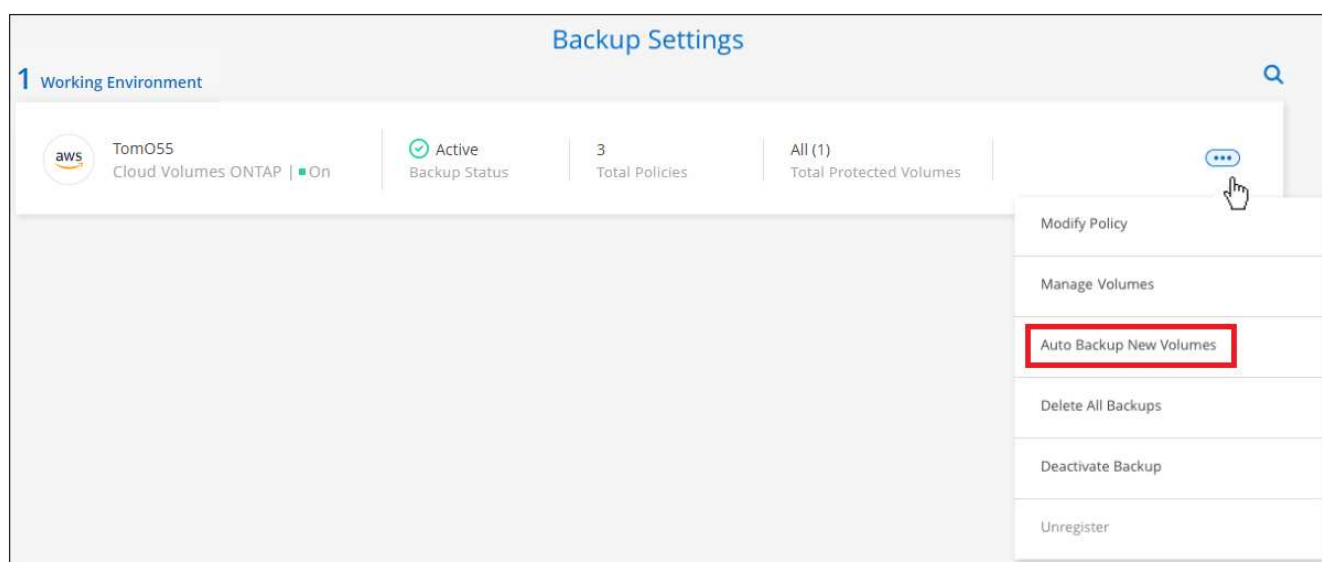 Backup Settings
1 Working Environment
aws
TomO55
Cloud Volumes ONTAP | On
Active
Backup Status
3
Total Policies
All (1)
Total Protected Volumes
Modify Policy
Manage Volumes
Auto Backup New Volumes
Delete All Backups
Deactivate Backup
Unregister